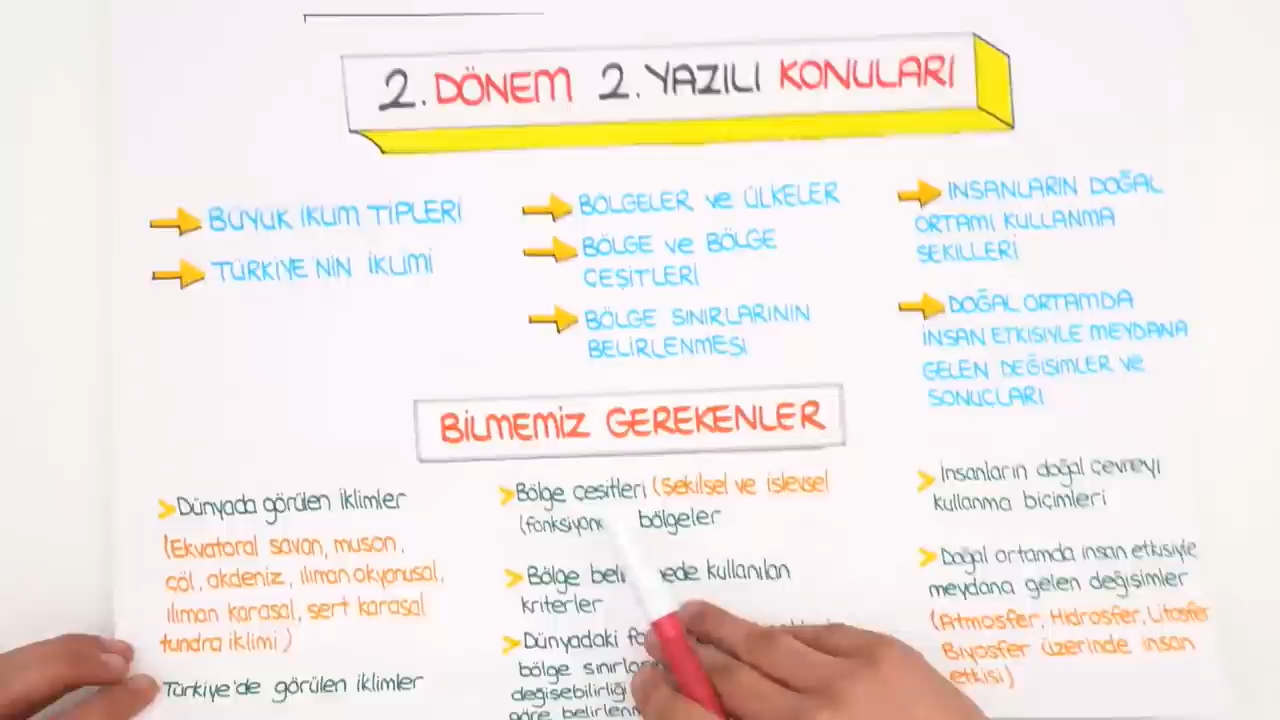 2. DÖNEM 2. YAZILI KONULARI
BÜYÜK İKLİM TİPLERİ
TÜRKİYE'NİN İKLİMİ
BÖLGELER ve ÜLKELER
BÖLGE ve BÖLGE
ÇEŞİTLERİ
BÖLGE SINIRLARININ
BELİRLENMESİ
İNSANLARIN DOĞAL
ORTAMI KULLANMA
ŞEKİLLERİ
DOĞAL ORTAMDA
İNSAN ETKİSİYLE MEYDANA
GELEN DEĞİŞİMLER ve
SONUÇLARI
BİLMEMİZ GEREKENLER
Dünyada görülen iklimler
(Ekvatoral savan, muson,
çöl, akdeniz, ılıman okyanusal,
ılıman karasal, sert karasal
tundra iklimi)
Türkiye'de görülen iklimler
Bölge çeşitleri (Şekilsel ve işlevsel
bölgeler
Bölge kullanılan
kriterler
Dünyadaki
bölge
değişebilirliği
göre
İnsanların doğal çevreyi
kullanma biçimleri
Doğal ortamda insan etkisiyle
meydana gelen değişimler
(Atmosfer, Hidrosfer, Litosfer
Biyosfer üzerinde insan
etkisi)